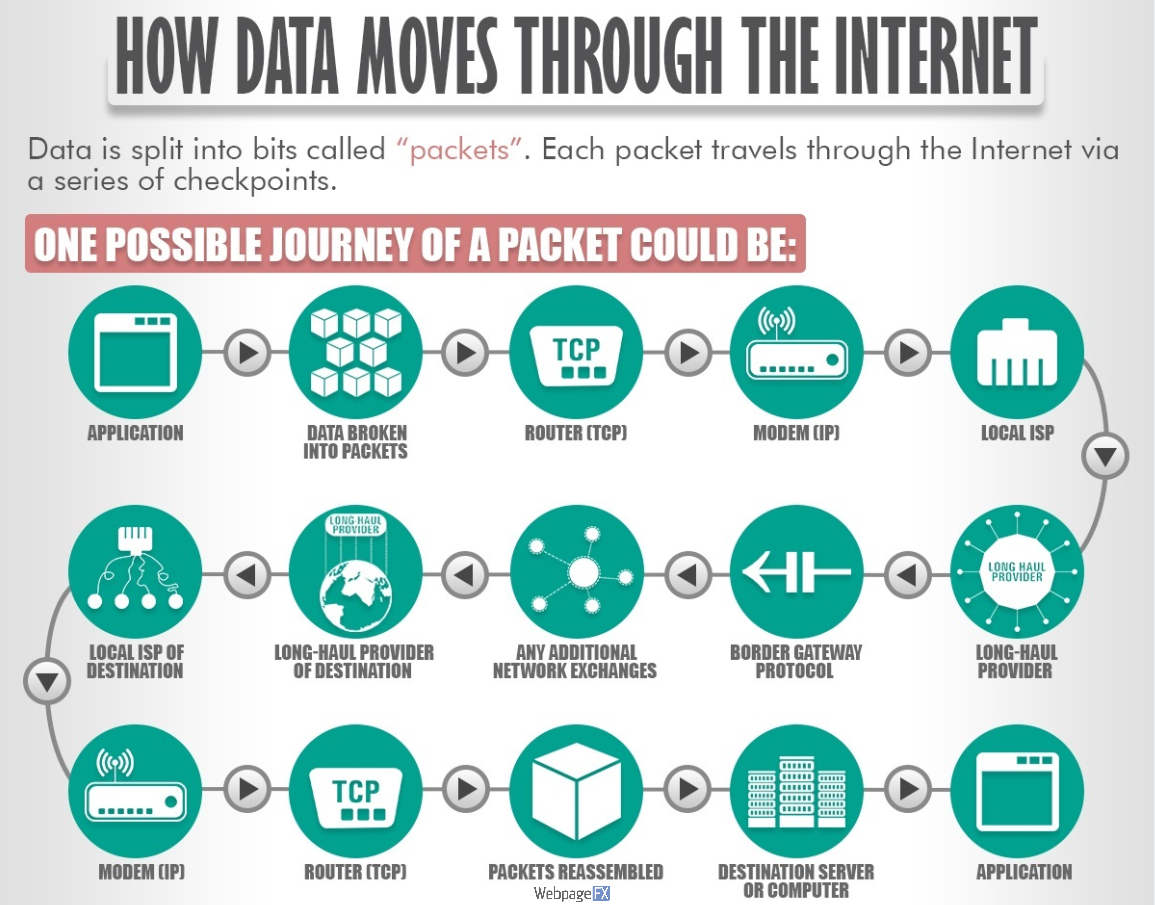 HOW DATA MOVES THROUGH THE INTERNET
Data is split into bits called “packets”. Each packet travels through the Internet via
a series of checkpoints.
ONE POSSIBLE JOURNEY OF A PACKET COULD BE:
TCP
APPLICATION
DATA BROKEN
INTO PACKETS
ROUTER (TCP)
MODEM (IP)
LOCAL ISP
LONG HAUL
PROVIDER
LONG HAUL
PROVIDER
LOCAL ISP OF
DESTINATION
LONG-HAUL PROVIDER
OF DESTINATION
ANY ADDITIONAL
NETWORK EXCHANGES
BORDER GATEWAY
PROTOCOL
LONG-HAUL
PROVIDER
TCP
MODEM (IP)
ROUTER (TCP)
PACKETS REASSEMBLED
DESTINATION SERVER
OR COMPUTER
APPLICATION
WebpageFX